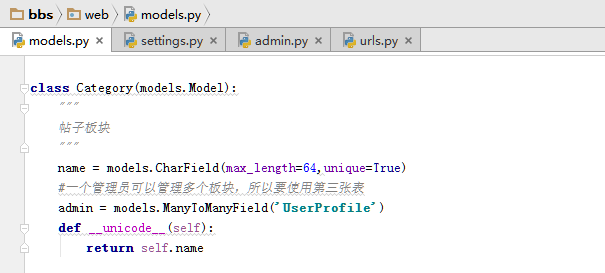 bbs web models.py
models.py settings.py admin.py urls.py
class Category(models.Model):
"""
帖子板块
"""
name = models.CharField(max_length=64,unique=True)
#一个管理员可以管理多个板块，所以要使用第三张表
admin = models.ManyToManyField('UserProfile')
def __unicode__(self):
return self.name